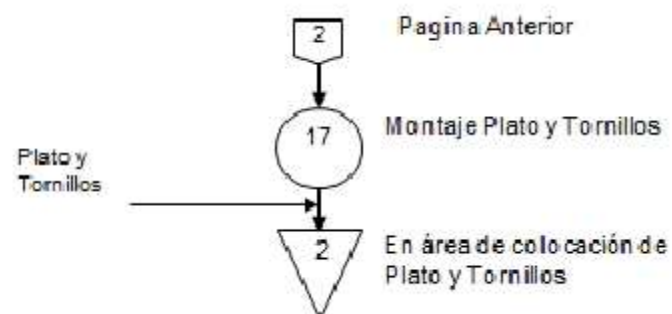 2
Pagina Anterior
17
Montaje Plato y Tornillos
Plato y
Tornillos
2
En área de colocación de
Plato y Tornillos